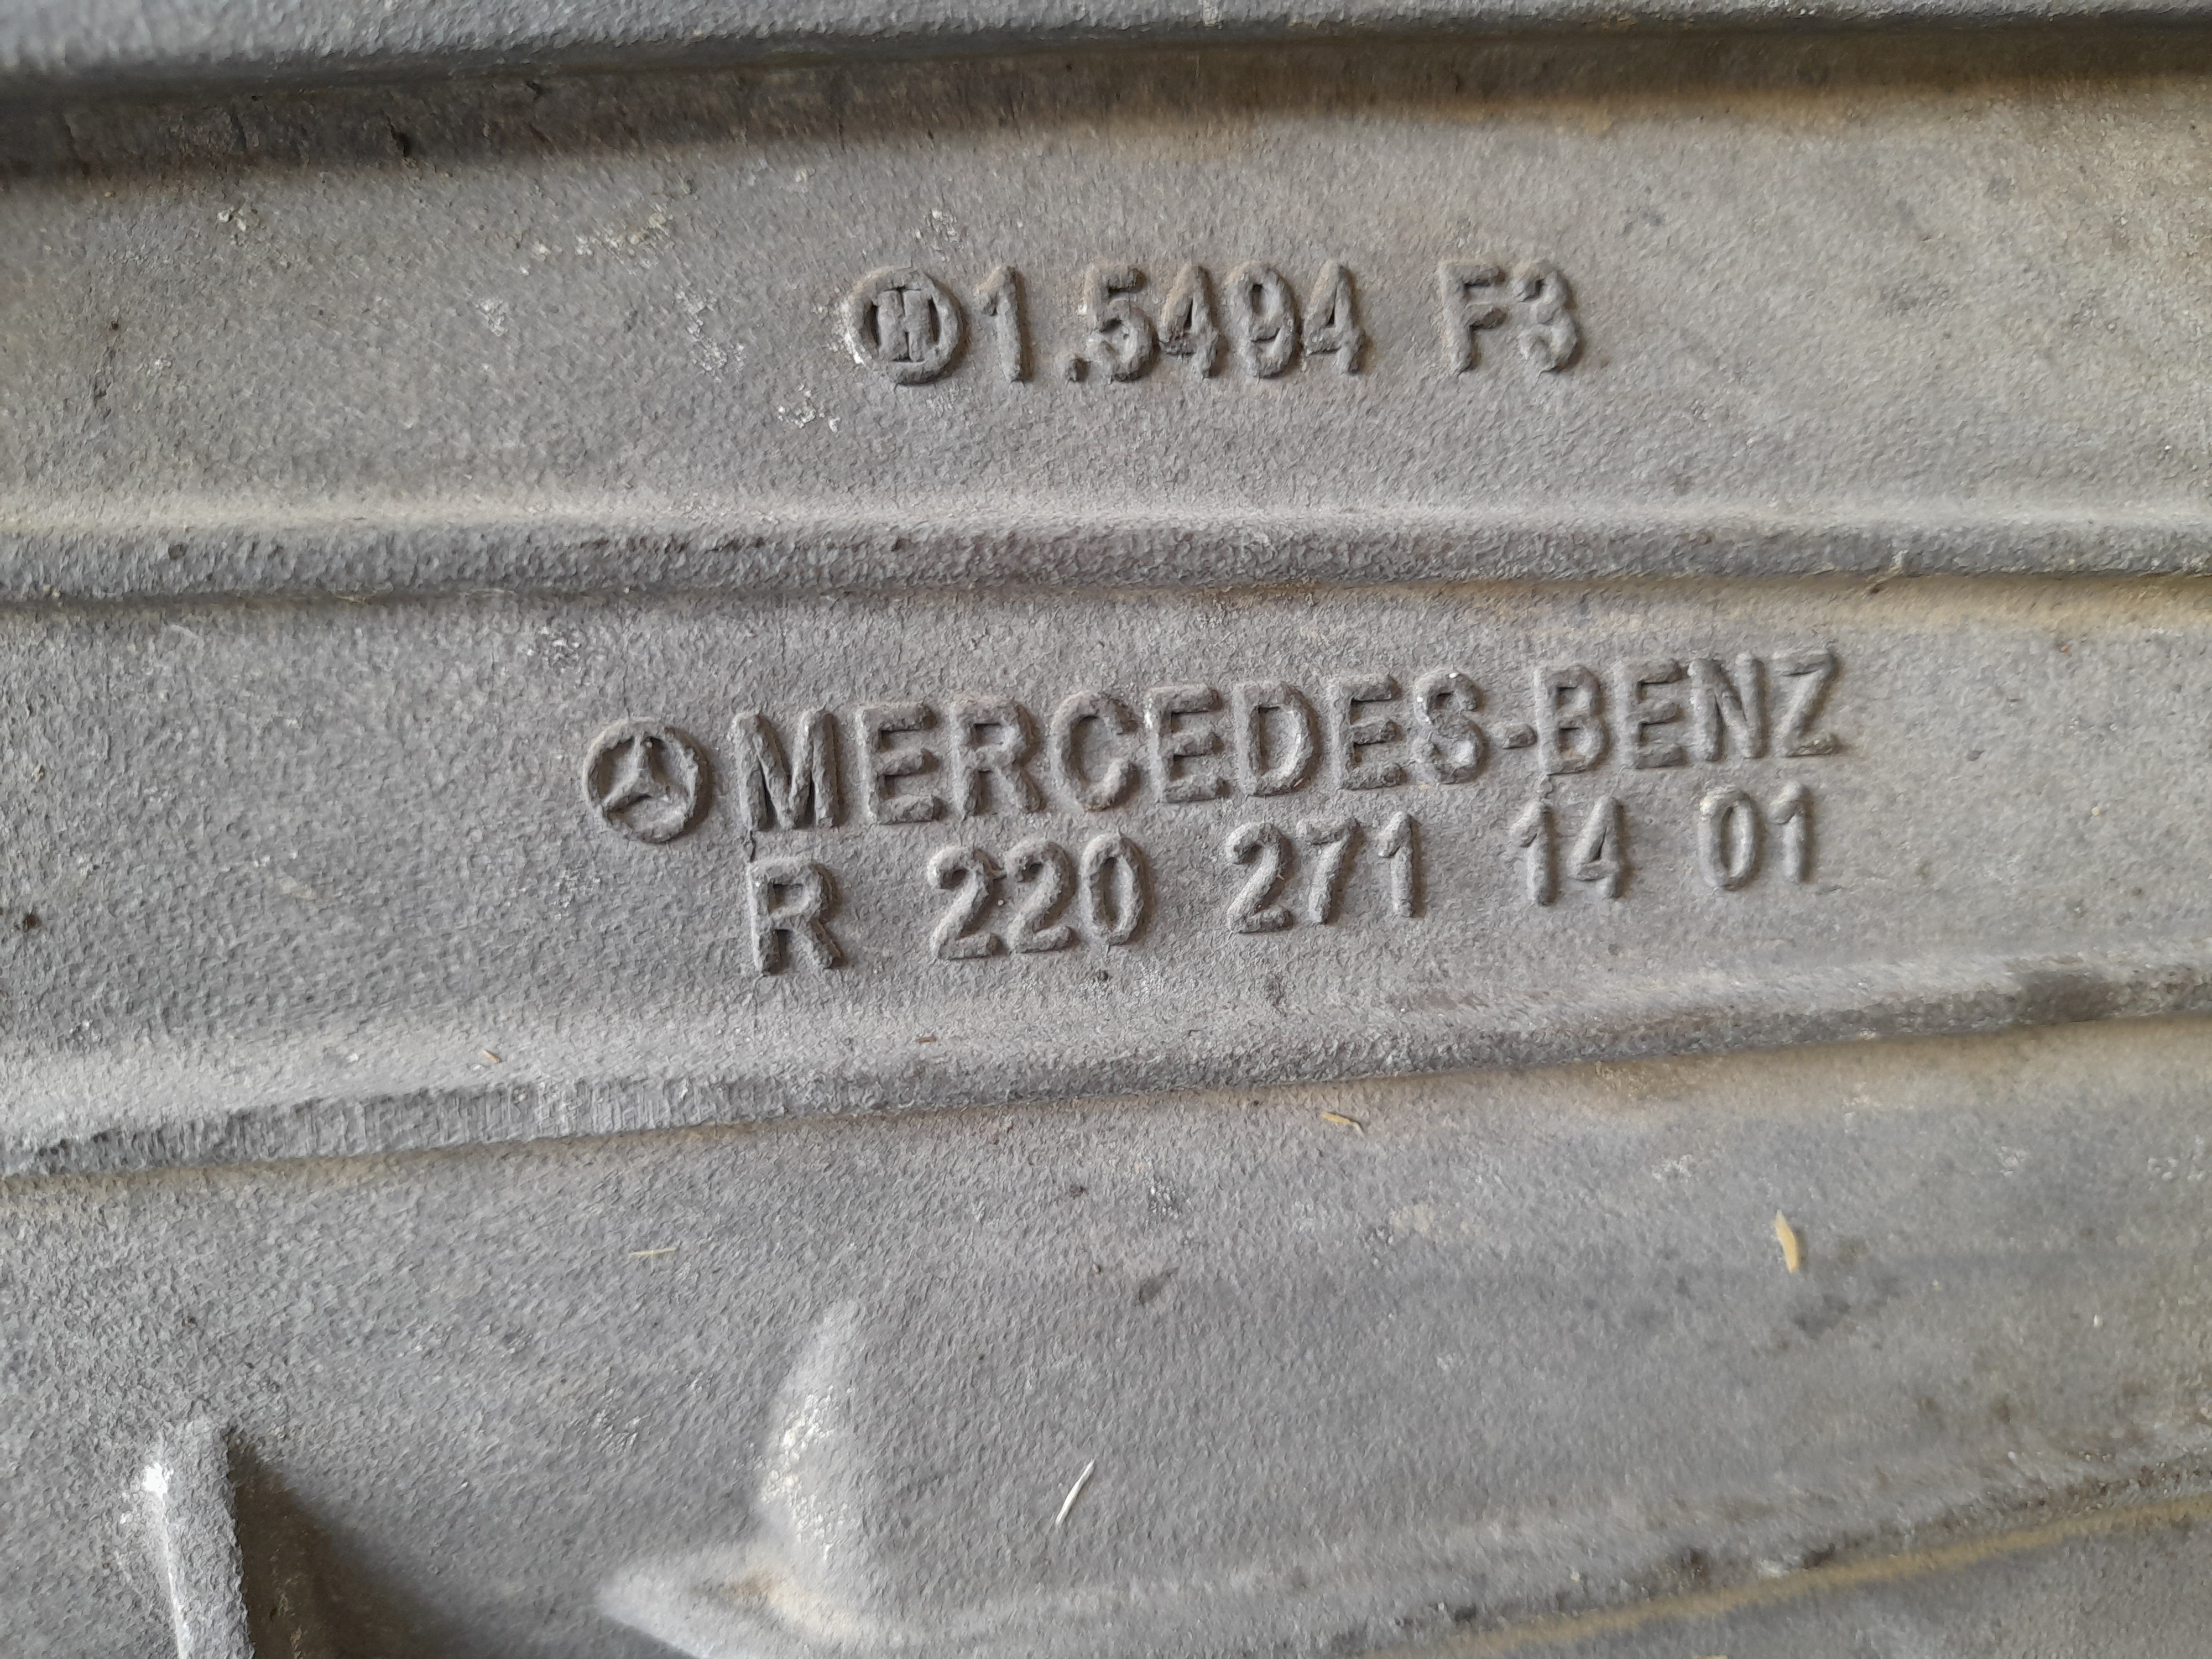 H 1.5494 F3
MERCEDES-BENZ
R 220 271 14 01